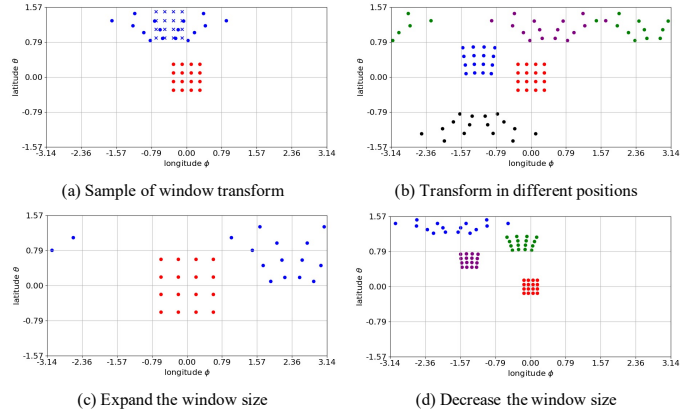 1.57
0.79
0.00
-0.79
-1.57
latitude θ
-3.14 -2.36 -1.57 -0.79 0.00 0.79 1.57 2.36 3.14
longitude ϕ
(a) Sample of window transform
1.57
0.79
0.00
-0.79
-1.57
latitude θ
-3.14 -2.36 -1.57 -0.79 0.00 0.79 1.57 2.36 3.14
longitude ϕ
(b) Transform in different positions
1.57
0.79
0.00
-0.79
-1.57
latitude θ
-3.14 -2.36 -1.57 -0.79 0.00 0.79 1.57 2.36 3.14
longitude ϕ
(c) Expand the window size
1.57
0.79
0.00
-0.79
-1.57
latitude θ
-3.14 -2.36 -1.57 -0.79 0.00 0.79 1.57 2.36 3.14
longitude ϕ
(d) Decrease the window size